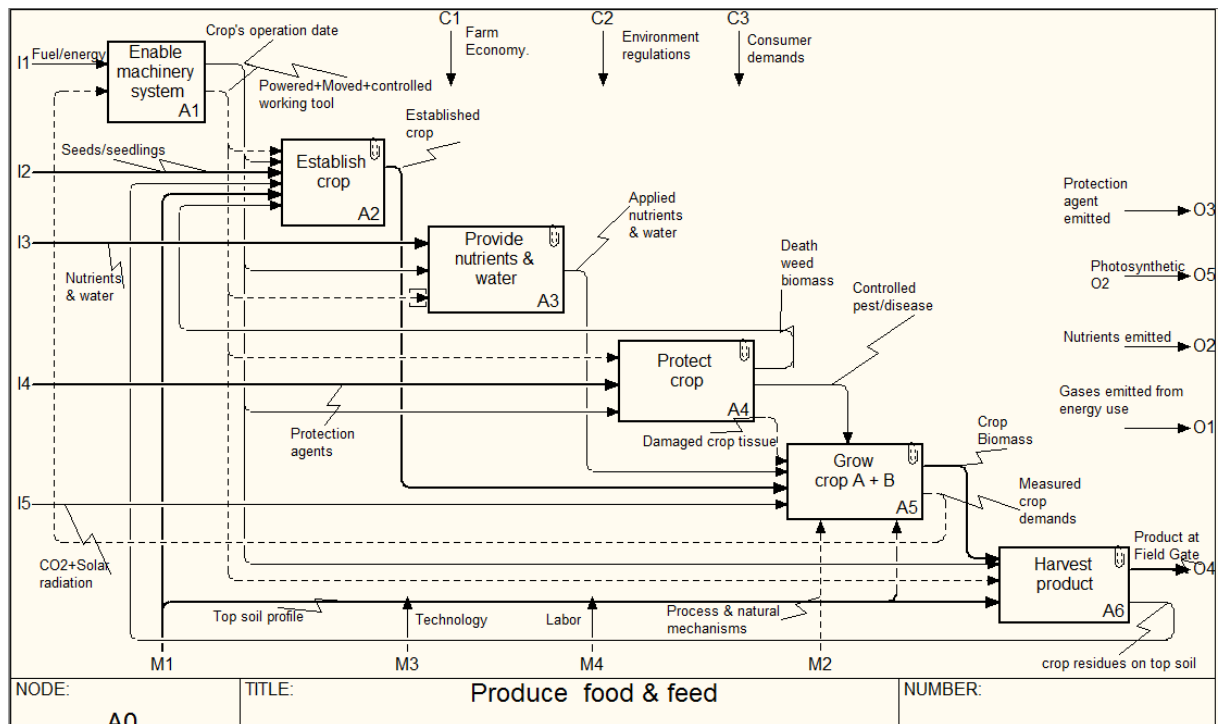 C1
C2
C3
Crop's operation date
Farm
Economy.
Environment
regulations
Consumer
demands
I1
Fuel/energy
Enable
machinery
system
A1
Powered+Moved+controlled
working tool
Established
crop
Seeds/seedlings
I2
Establish
crop
A2
Protection
agent
emitted
O3
Applied
nutrients
& water
I3
Provide
nutrients &
water
A3
Nutrients
& water
Death
weed
biomass
Photosynthetic
O2
O5
Controlled
pest/disease
Nutrients emitted
O2
Protect
crop
A4
I4
Gases emitted from
energy use
O1
Protection
agents
Damaged crop tissue
Crop
Biomass
Grow
crop A + B
A5
Measured
crop
demands
I5
CO2+Solar
radiation
Product at
Field Gate
O4
Harvest
product
A6
Top soil profile
Technology
Labor
Process & natural
mechanisms
crop residues on top soil
M1
M3
M4
M2
NODE:
TITLE:
Produce food & feed
NUMBER:
A0